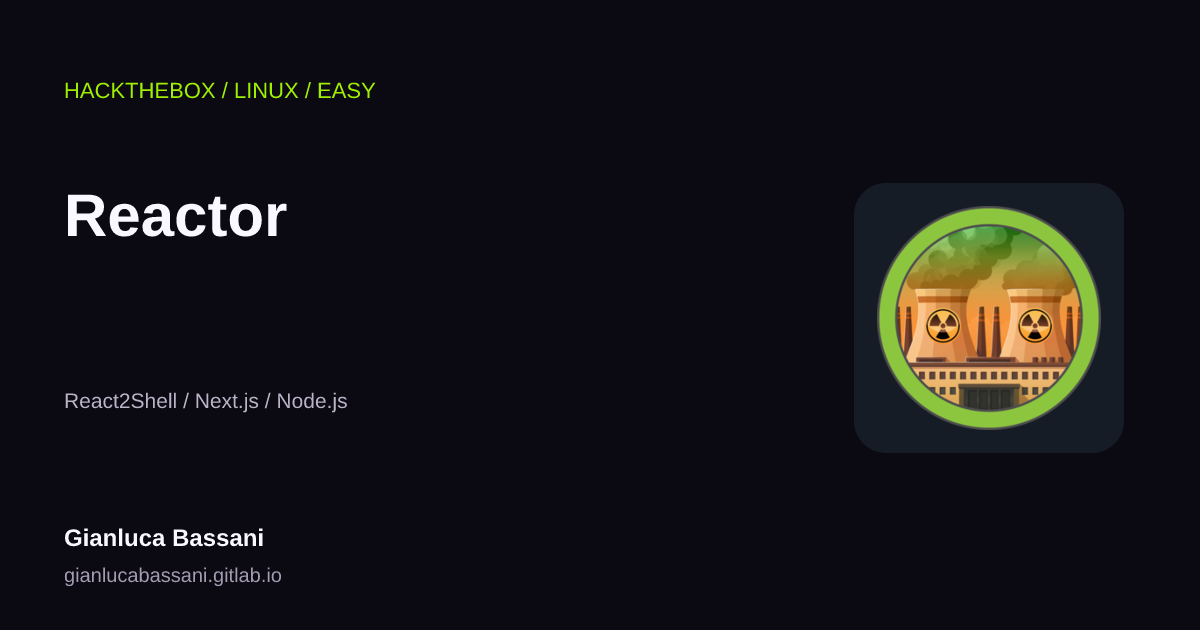 HACKTHEBOX / LINUX / EASY
Reactor
React2Shell / Next.js / Node.js
Gianluca Bassani
gianlucabassani.gitlab.io